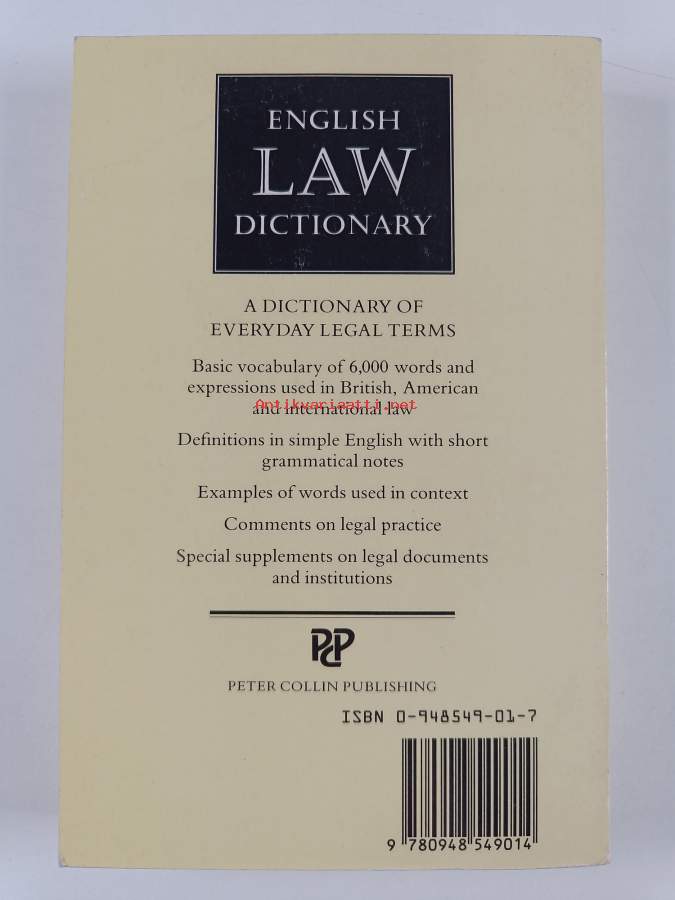 ENGLISH
LAW
DICTIONARY
A DICTIONARY OF
EVERYDAY LEGAL TERMS
Basic vocabulary of 6,000 words and
expressions used in British, American
and international law
Antikvariaatti.net
Definitions in simple English with short
grammatical notes
Examples of words used in context
Comments on legal practice
Special supplements on legal documents
and institutions
PCP
PETER COLLIN PUBLISHING
ISBN 0-948549-01-7
9 780948 549014